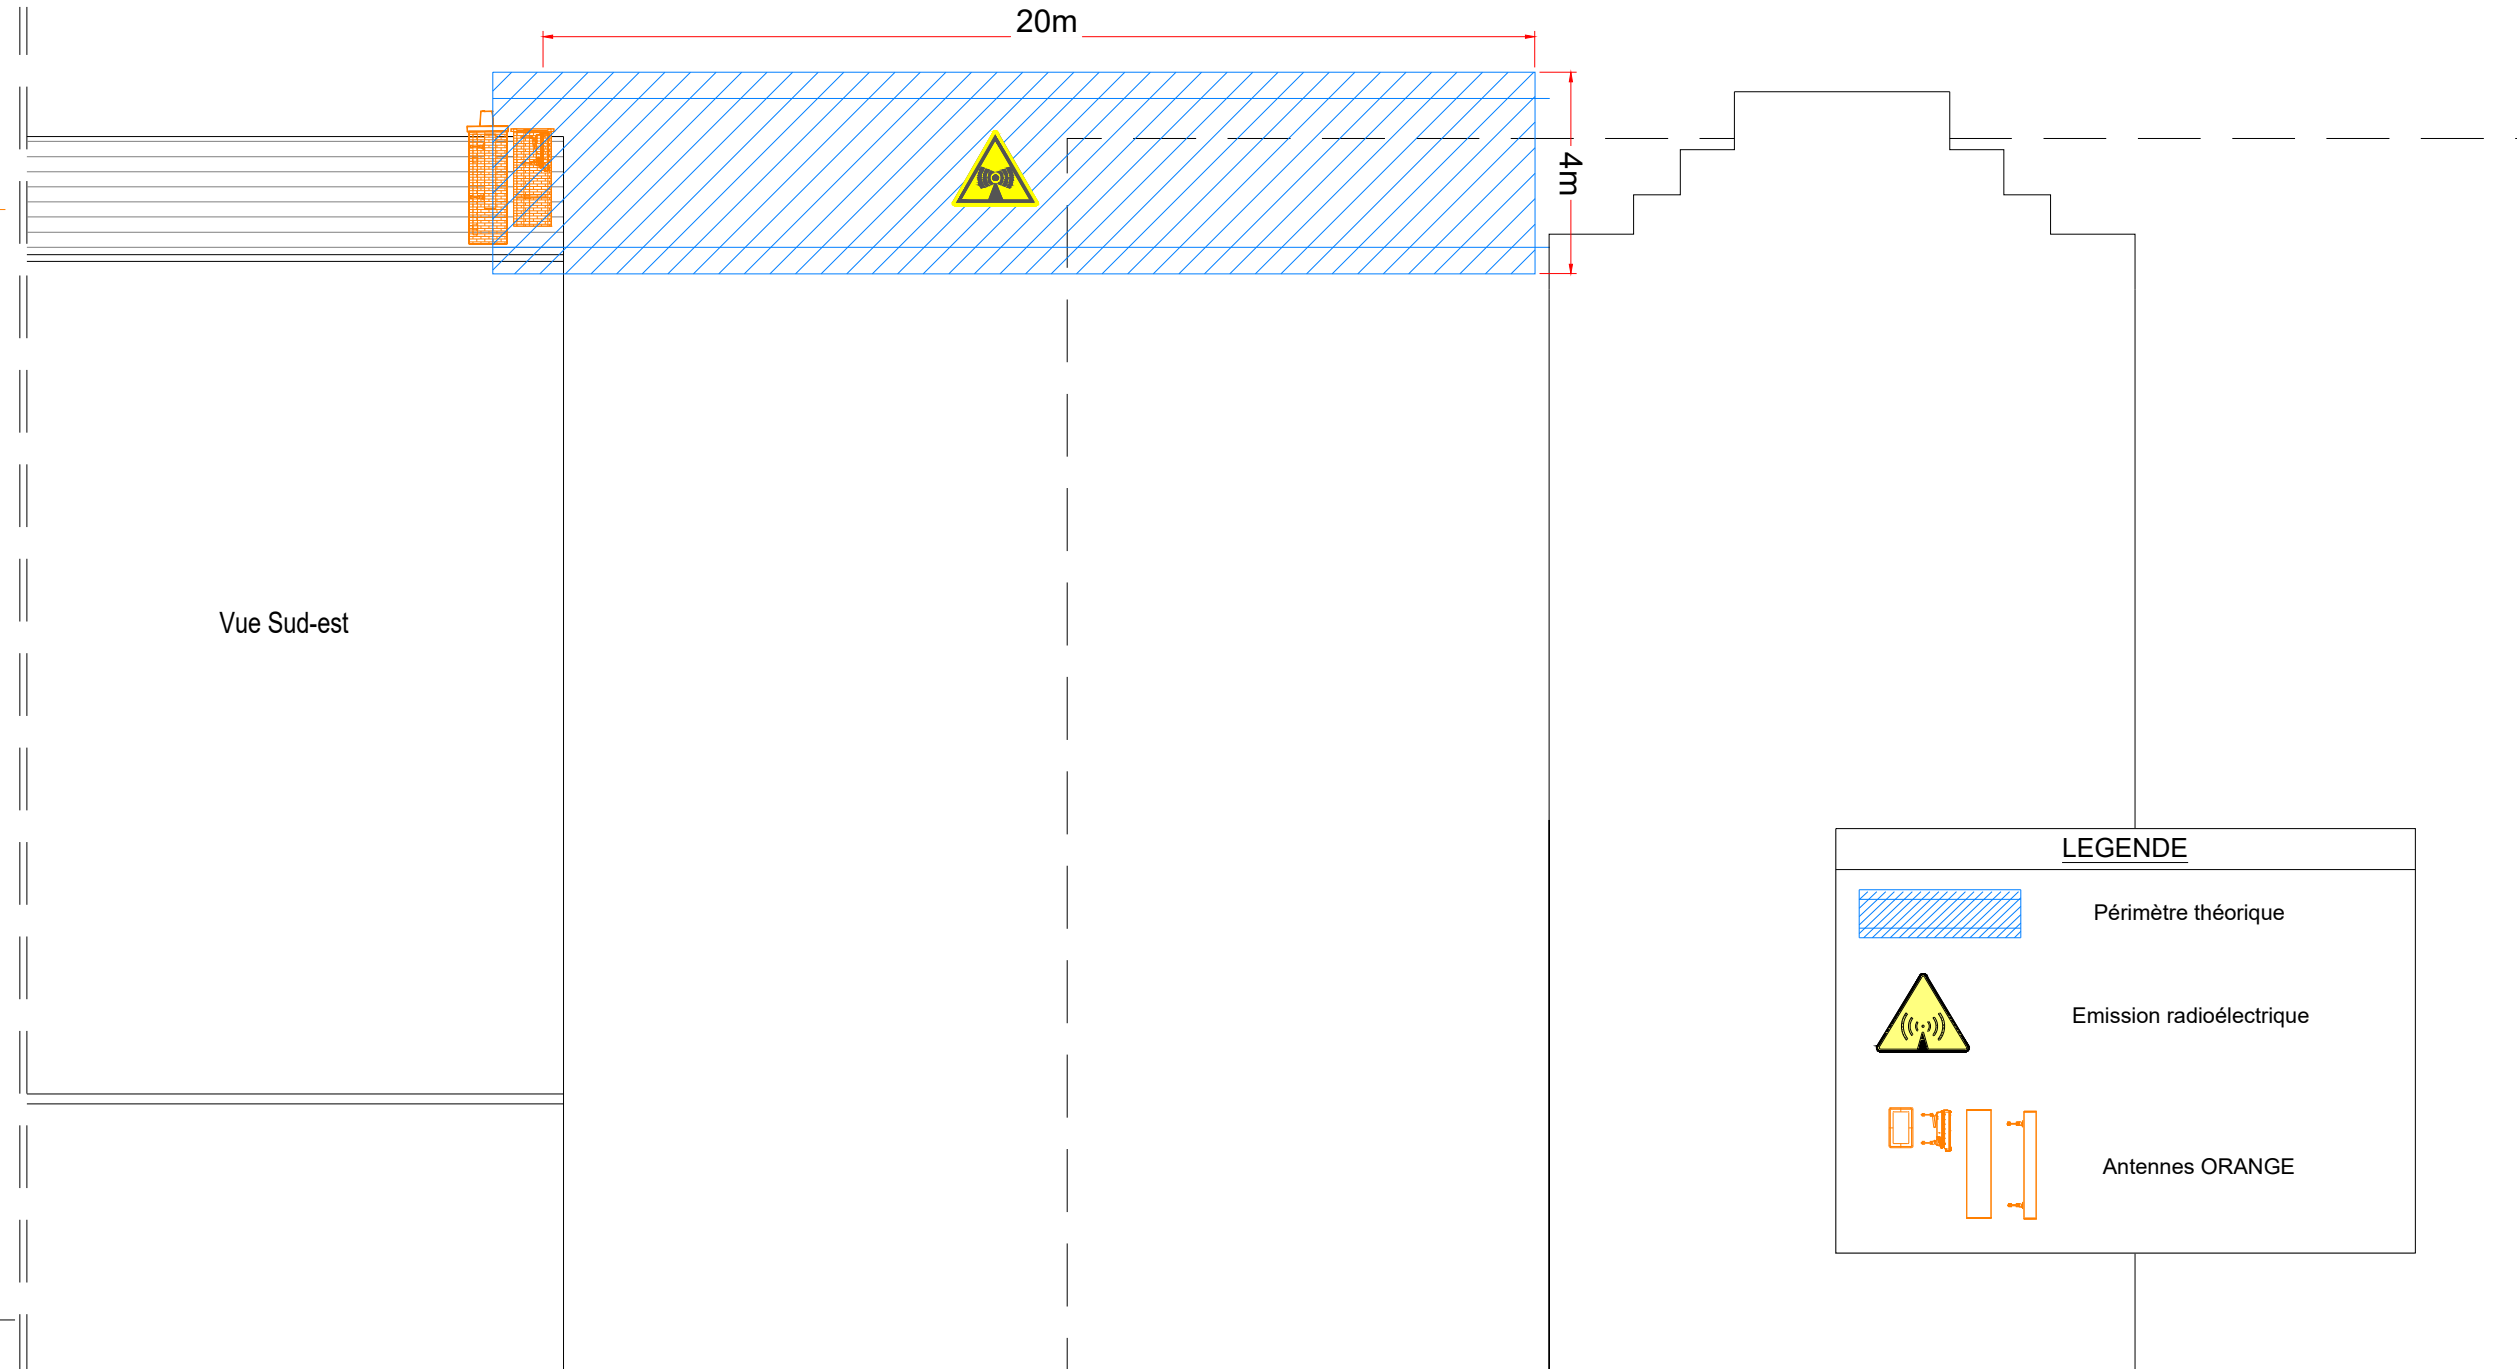 20m
4m
Vue Sud-est
LEGENDE
Périmètre théorique
Emission radioélectrique
Antennes ORANGE